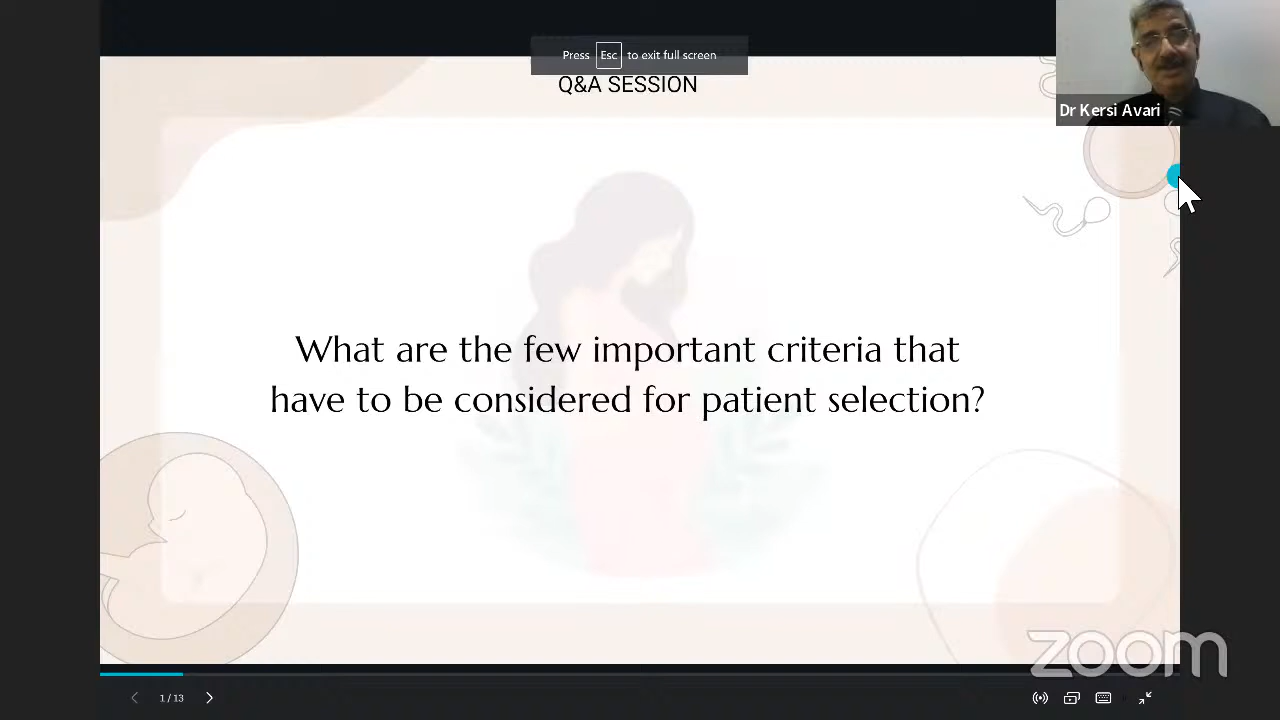 Press Esc to exit full screen
Q&A SESSION
Dr Kersi Avari
What are the few important criteria that
have to be considered for patient selection?
zoom
1 / 13